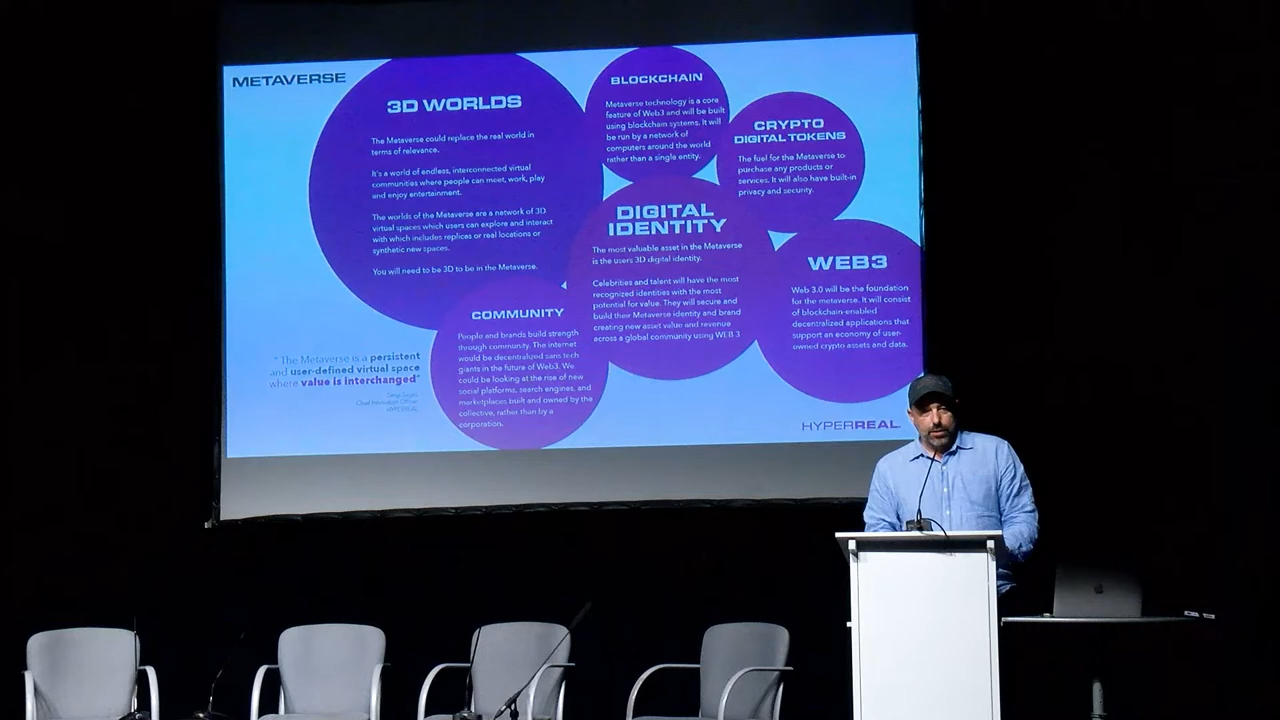 METAVERSE
3D WORLDS
The Metaverse could replace the real world in
terms of relevance.
It's a world of endless, interconnected virtual
communities where people can meet, work, play
and enjoy entertainment.
The worlds of the Metaverse are a network of 3D
virtual spaces which users can explore and interact
with which includes replicas or real locations or
synthetic new spaces.
You will need to be 3D to be in the Metaverse.
BLOCKCHAIN
Metaverse technology is a core
feature of Web3 and will be built
using blockchain systems. It will
be run by a network of
computers around the world
rather than a single entity.
CRYPTO
DIGITAL TOKENS
The fuel for the Metaverse to
purchase any products or
services. It will also have built-in
privacy and security.
DIGITAL
IDENTITY
The most valuable asset in the Metaverse
is the users 3D digital identity.
Celebrities and talent will have the most
recognized identities with the most
potential for value. They will secure and
build their Metaverse identity and brand
creating new asset value and revenue
across a global community using WEB 3
WEB3
Web 3.0 will be the foundation
for the metaverse. It will consist
of blockchain-enabled
decentralized applications that
support an economy of user-
owned crypto assets and data.
COMMUNITY
People and brands build strength
through community. The internet
would be decentralized sans tech
giants in the future of Web3. We
could be looking at the rise of new
social platforms, search engines, and
marketplaces built and owned by the
collective, rather than by a
corporation.
" The Metaverse is a persistent
and user-defined virtual space
where value is interchanged"
Chief Innovation Officer
HYPERREAL
HYPERREAL